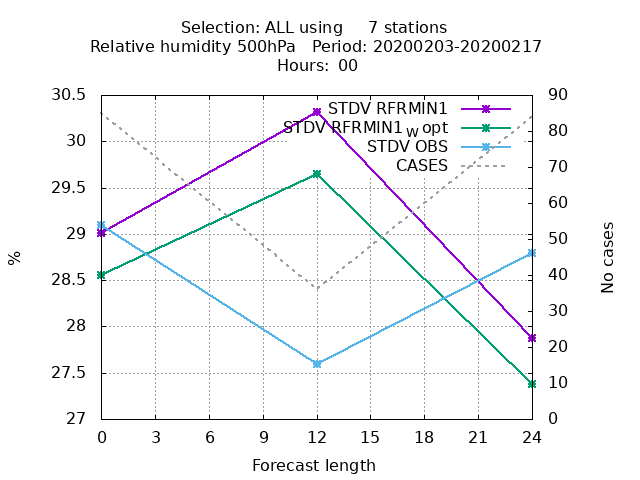 Selection: ALL using 7 stations
Relative humidity 500hPa Period: 20200203-20200217
Hours: 00
30.5
30
29.5
29
28.5
28
27.5
27
%
STDV RFRMIN1
STDV RFRMIN1 w opt
STDV OBS
CASES
90
80
70
60
50
40
30
20
10
0
No cases
0 3 6 9 12 15 18 21 24
Forecast length